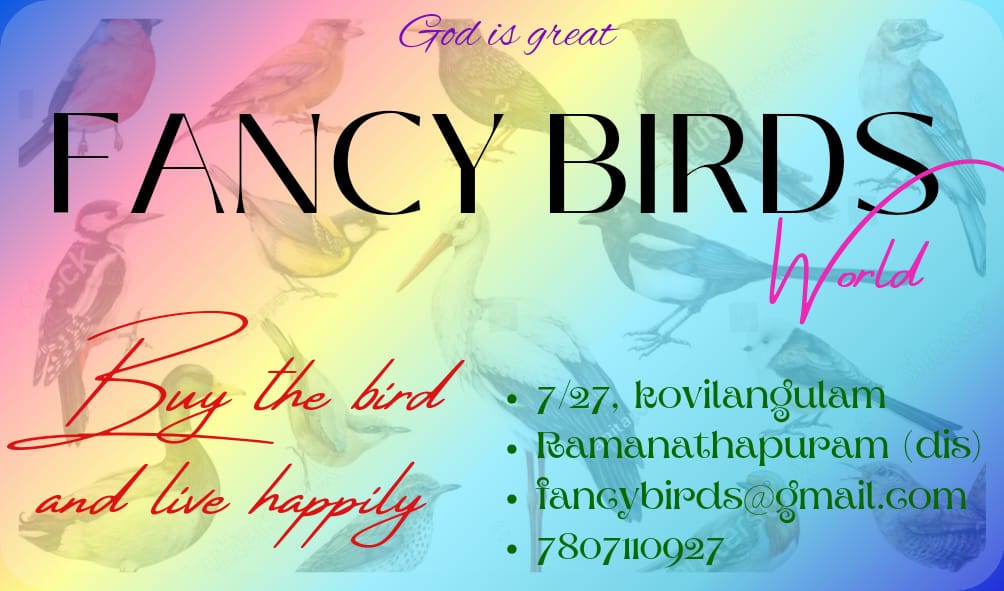 God is great
FANCY BIRDS
World
Buy the bird
and live happily
• 7/27, kovilangulam
• Ramanathapuram (dis)
• fancybirds@gmail.com
• 7807110927